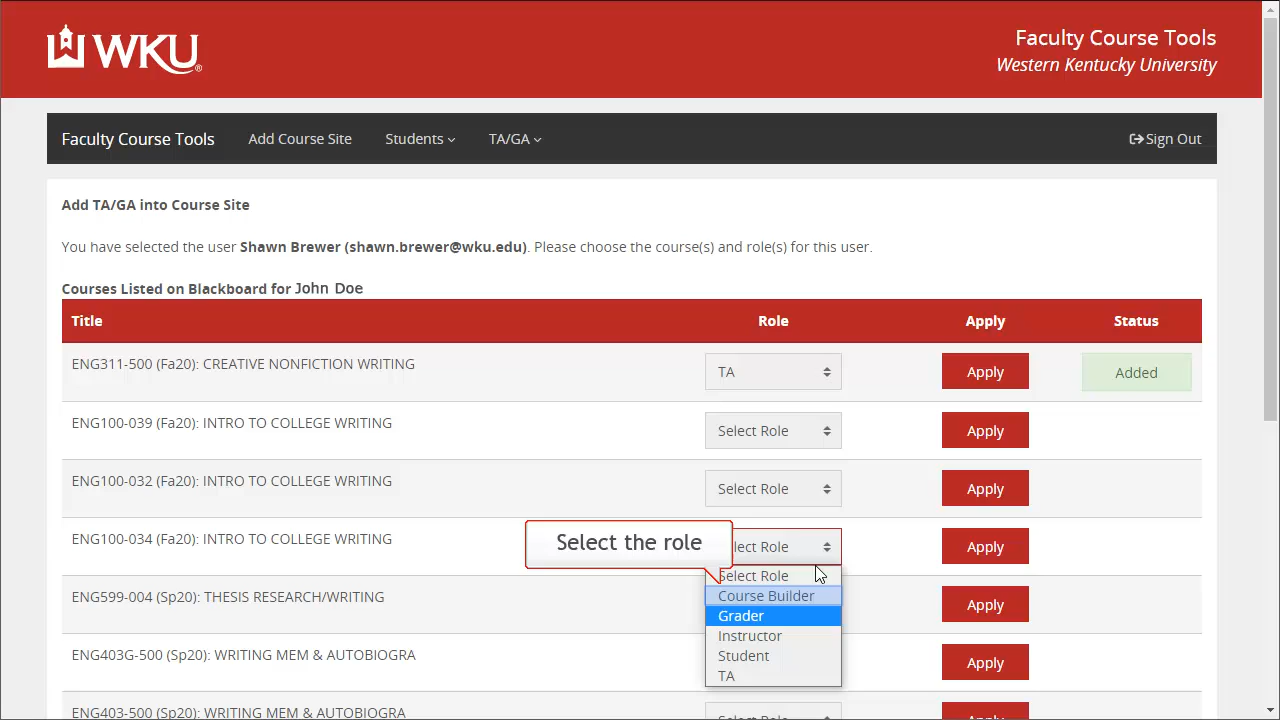 WKU®
Faculty Course Tools
Western Kentucky University
Faculty Course Tools Add Course Site Students TA/GA Sign Out
Add TA/GA into Course Site
You have selected the user Shawn Brewer (shawn.brewer@wku.edu). Please choose the course(s) and role(s) for this user.
Courses Listed on Blackboard for John Doe
Title Role Apply Status
ENG311-500 (Fa20): CREATIVE NONFICTION WRITING TA Apply Added
ENG100-039 (Fa20): INTRO TO COLLEGE WRITING Select Role Apply
ENG100-032 (Fa20): INTRO TO COLLEGE WRITING Select Role Apply
ENG100-034 (Fa20): INTRO TO COLLEGE WRITING Select the role lect Role Apply
Select Role
Course Builder
ENG599-004 (Sp20): THESIS RESEARCH/WRITING Apply
Grader
Instructor
ENG403G-500 (Sp20): WRITING MEM & AUTOBIOGRA Student Apply
TA
ENG403-500 (Sp20): WRITING MEM & AUTOBIOGRA Select Role Apply